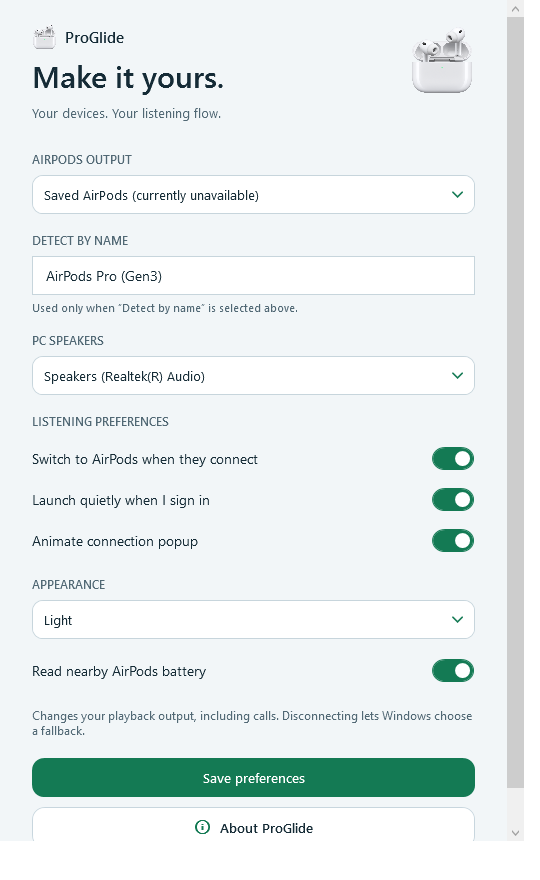 ProGlide
Make it yours.
Your devices. Your listening flow.
AIRPODS OUTPUT
Saved AirPods (currently unavailable)
DETECT BY NAME
AirPods Pro (Gen3)
Used only when "Detect by name" is selected above.
PC SPEAKERS
Speakers (Realtek(R) Audio)
LISTENING PREFERENCES
Switch to AirPods when they connect
Launch quietly when I sign in
Animate connection popup
APPEARANCE
Light
Read nearby AirPods battery
Changes your playback output, including calls. Disconnecting lets Windows choose
a fallback.
Save preferences
About ProGlide